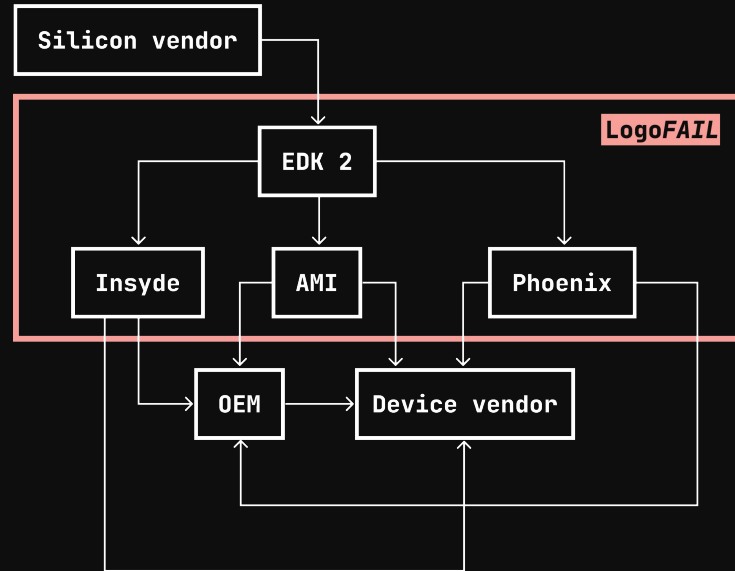 Silicon vendor
LogoFAIL
EDK 2
Insyde
AMI
Phoenix
OEM
Device vendor